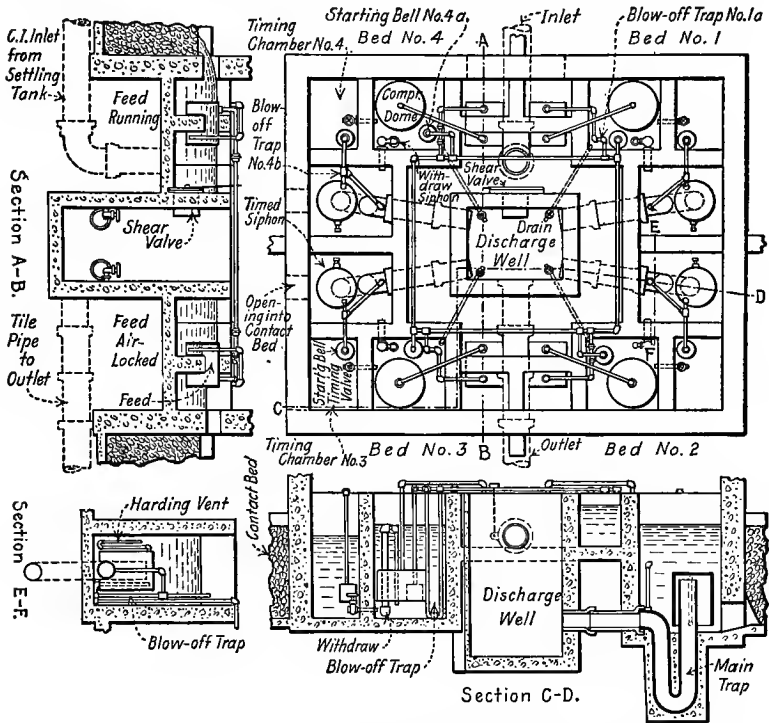 C.I. Inlet
from
Settling
Tank
Feed
Running
Shear
Valve
Section A-B.
Tile
Pipe
to
Outlet
Feed
Air-
Locked
Feed
Timing
Chamber No.4
Starting Bell No.4a
Bed No.4
A
Inlet
Blow-off Trap No.1a
Bed No.1
Blow-
off
Trap
No.4b
Compr.
Dome
With-
draw Siphon
Shear
Valve
Timed
Siphon
Drain
Discharge
Well
E
D
Open-
ing into
Contact
Bed
F
Start'g Bell
Timing
Valve
C
Timing
Chamber No.3
Bed No.3
B
Outlet
Bed No.2
Section
E-F.
Harding Vent
Blow-off Trap
Contact Bed
Discharge
Well
Withdraw
Blow-off Trap
Main
Trap
Section C-D.